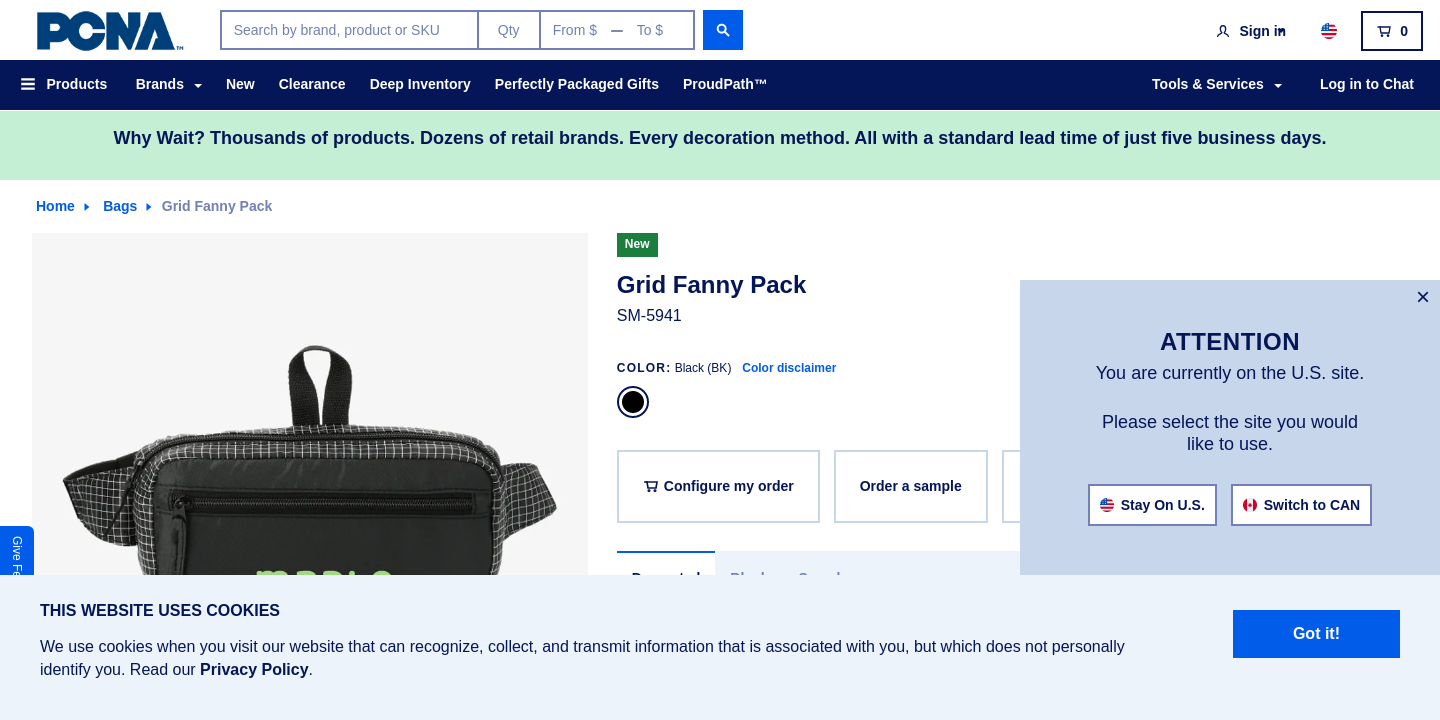 PCNA™
Search by brand, product or SKU
Qty
From $ — To $
Sign in
0
Products
Brands
New
Clearance
Deep Inventory
Perfectly Packaged Gifts
ProudPath™
Tools & Services
Log in to Chat
Why Wait? Thousands of products. Dozens of retail brands. Every decoration method. All with a standard lead time of just five business days.
Home
Bags
Grid Fanny Pack
New
Grid Fanny Pack
SM-5941
COLOR: Black (BK) Color disclaimer
Configure my order
Order a sample
×
ATTENTION
You are currently on the U.S. site.
Please select the site you would
like to use.
Stay On U.S.
Switch to CAN
Give Fe
THIS WEBSITE USES COOKIES
We use cookies when you visit our website that can recognize, collect, and transmit information that is associated with you, but which does not personally
identify you. Read our Privacy Policy.
Got it!